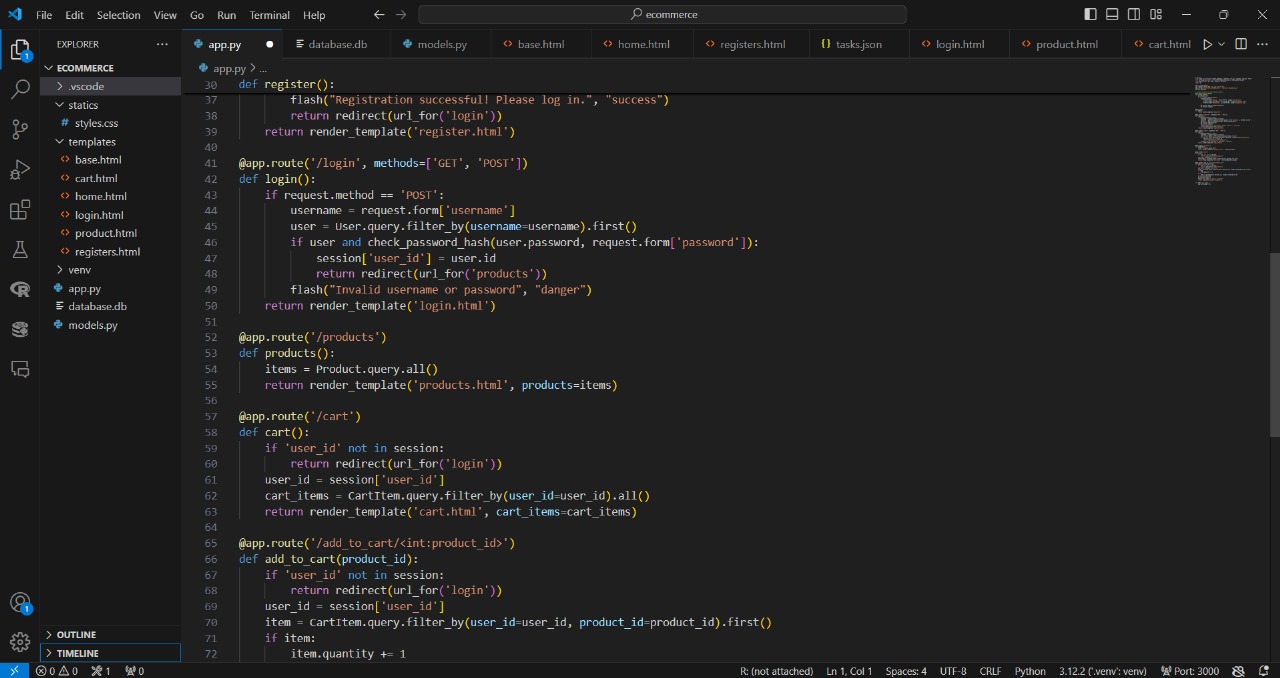 File Edit Selection View Go Run Terminal Help
ecommerce
EXPLORER
app.py
database.db
models.py
base.html
home.html
registers.html
tasks.json
login.html
product.html
cart.html
ECOMMERCE
.vscode
statics
styles.css
templates
base.html
cart.html
home.html
login.html
product.html
registers.html
venv
app.py
database.db
models.py
OUTLINE
TIMELINE
app.py > ...
30 def register():
37 flash("Registration successful! Please log in.", "success")
38 return redirect(url_for('login'))
39 return render_template('register.html')
40
41 @app.route('/login', methods=['GET', 'POST'])
42 def login():
43 if request.method == 'POST':
44 username = request.form['username']
45 user = User.query.filter_by(username=username).first()
46 if user and check_password_hash(user.password, request.form['password']):
47 session['user_id'] = user.id
48 return redirect(url_for('products'))
49 flash("Invalid username or password", "danger")
50 return render_template('login.html')
51
52 @app.route('/products')
53 def products():
54 items = Product.query.all()
55 return render_template('products.html', products=items)
56
57 @app.route('/cart')
58 def cart():
59 if 'user_id' not in session:
60 return redirect(url_for('login'))
61 user_id = session['user_id']
62 cart_items = CartItem.query.filter_by(user_id=user_id).all()
63 return render_template('cart.html', cart_items=cart_items)
64
65 @app.route('/add_to_cart/<int:product_id>')
66 def add_to_cart(product_id):
67 if 'user_id' not in session:
68 return redirect(url_for('login'))
69 user_id = session['user_id']
70 item = CartItem.query.filter_by(user_id=user_id, product_id=product_id).first()
71 if item:
72 item.quantity += 1
1
1
0 0 1 0
R: (not attached) Ln 1, Col 1 Spaces: 4 UTF-8 CRLF Python 3.12.2 ('.venv': venv) Port: 3000